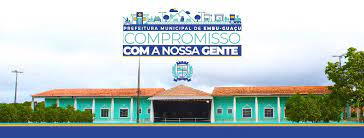 PREFEITURA MUNICIPAL DE EMBU-GUAÇU
COMPROMISSO
COM A NOSSA GENTE